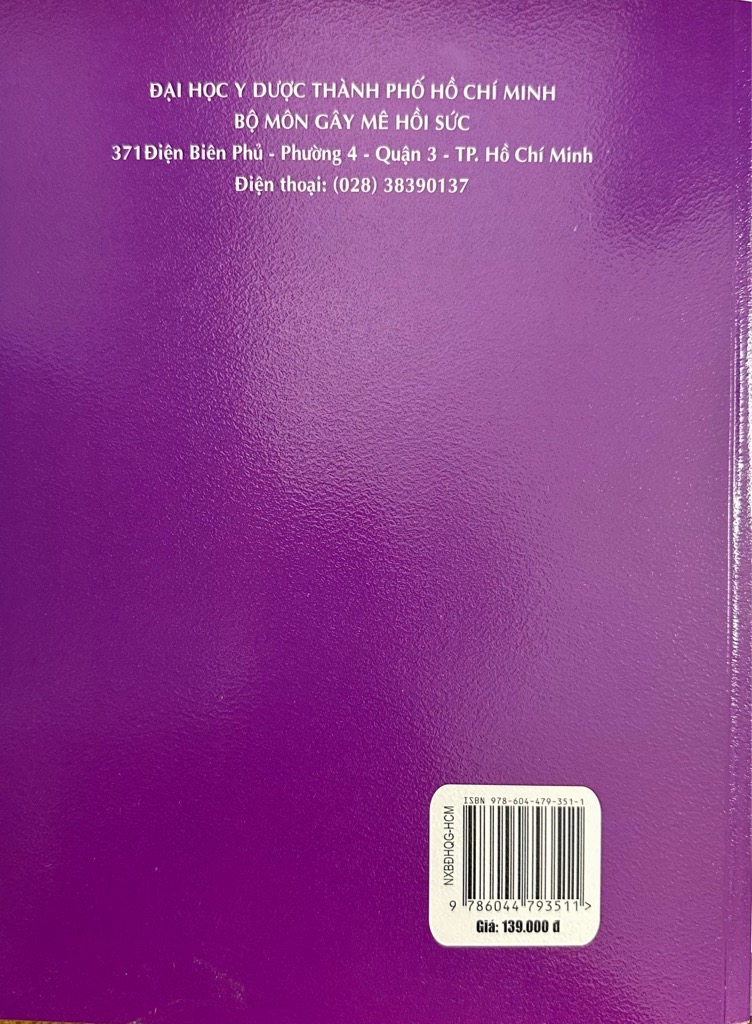 ĐẠI HỌC Y DƯỢC THÀNH PHỐ HỒ CHÍ MINH
BỘ MÔN GÂY MÊ HỒI SỨC
371Điện Biên Phủ - Phường 4 - Quận 3 - TP. Hồ Chí Minh
Điện thoại: (028) 38390137
ISBN 978-604-479-351-1
NXBĐHQG-HCM
9 786044 793511 >
Giá: 139.000 đ